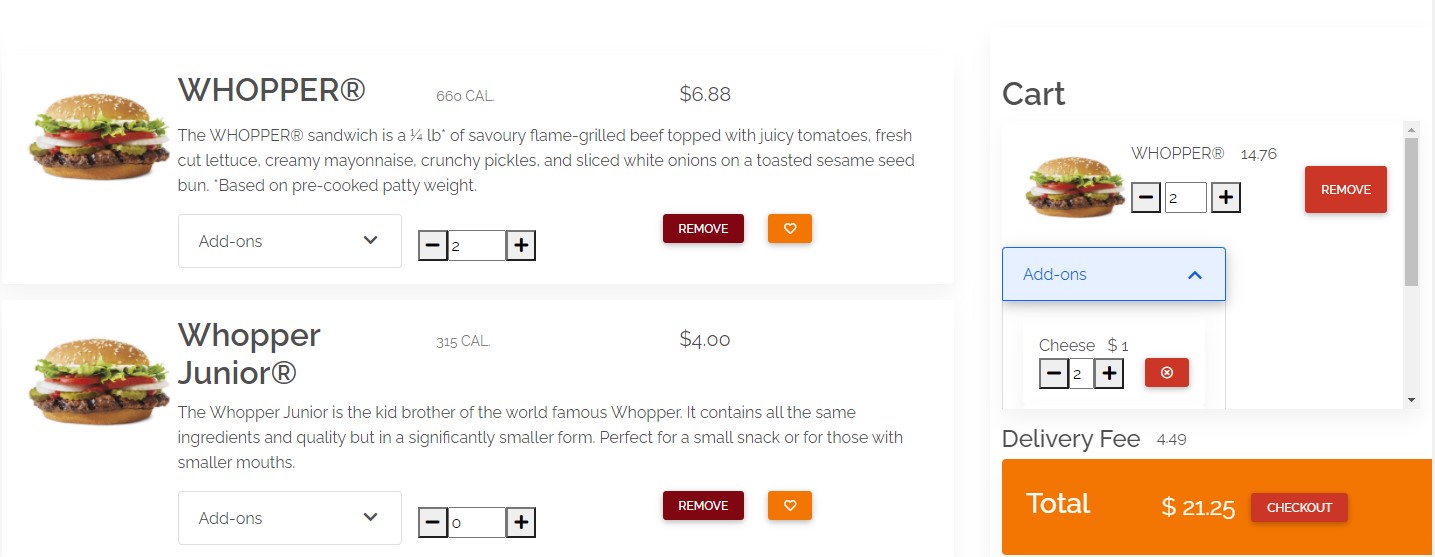 WHOPPER®
660 CAL.
$6.88
The WHOPPER® sandwich is a ¼ lb* of savoury flame-grilled beef topped with juicy tomatoes, fresh
cut lettuce, creamy mayonnaise, crunchy pickles, and sliced white onions on a toasted sesame seed
bun. *Based on pre-cooked patty weight.
Add-ons
2
REMOVE
Whopper
Junior®
315 CAL.
$4.00
The Whopper Junior is the kid brother of the world famous Whopper. It contains all the same
ingredients and quality but in a significantly smaller form. Perfect for a small snack or for those with
smaller mouths.
Add-ons
0
REMOVE
Cart
WHOPPER® 14.76
2
REMOVE
Add-ons
Cheese $ 1
2
Delivery Fee 4.49
Total $ 21.25 CHECKOUT